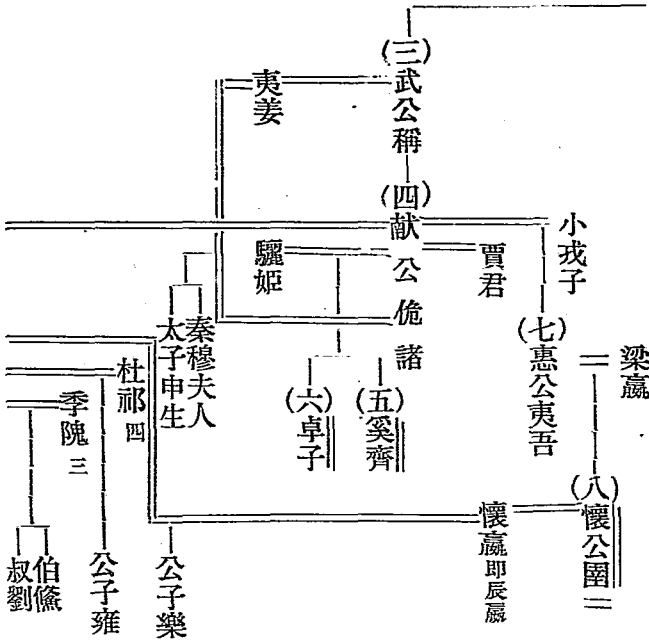 (三)武公稱
夷姜
(四)献公佹諸
小戎子
賈君
驪姬
秦穆夫人
太子申生
(七)惠公夷吾
梁嬴
(五)奚齊
(六)卓子
杜祁 四
季隗 三
(八)懷公圉
懷嬴即辰嬴
公子樂
公子雍
伯儵
叔劉